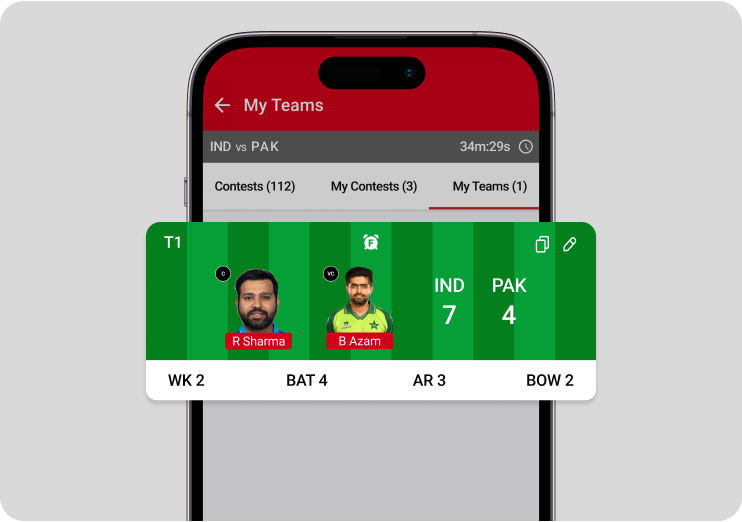 My Teams
IND vs PAK 34m:29s
Contests (112) My Contests (3) My Teams (1)
T1 F
C VC
IND PAK
7 4
R Sharma B Azam
WK 2 BAT 4 AR 3 BOW 2